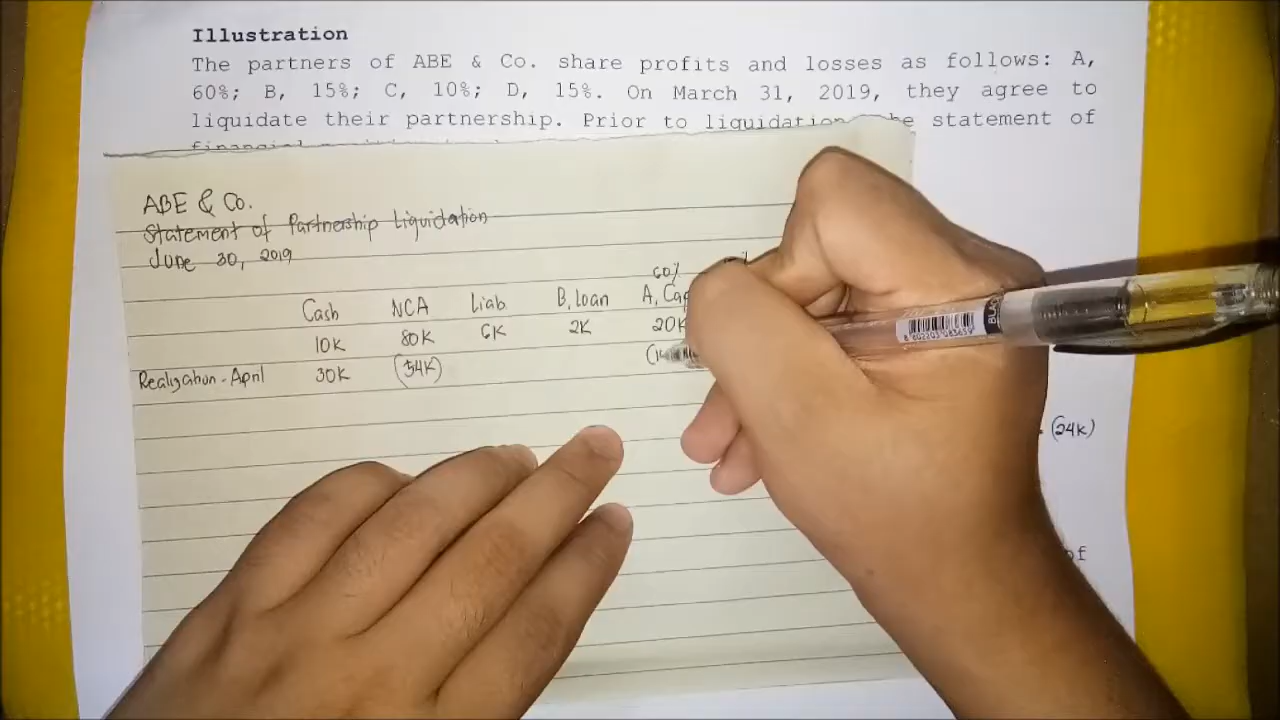 Illustration
The partners of ABE & Co. share profits and losses as follows: A,
60%; B, 15%; C, 10%; D, 15%. On March 31, 2019, they agree to
liquidate their partnership. Prior to liquidation statement of
ABE & Co.
Statement of Partnership Liquidation
June 30, 2019
60%
Cash NCA Liab. B, Loan A, Cap
10K 80K 6K 2K 20K
Realization - April 30K (54K)
(24K)
of